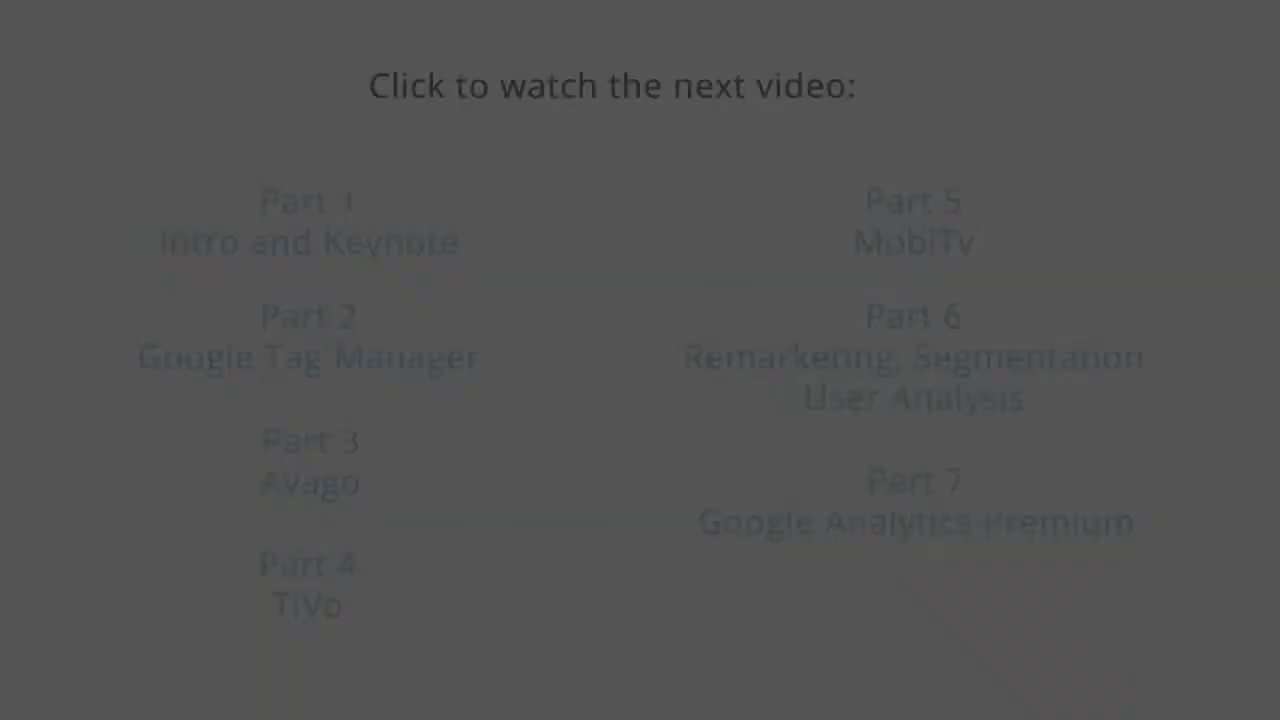 Click to watch the next video:
Part 1
Intro and Keynote
Part 2
Google Tag Manager
Part 3
Avago
Part 4
TiVo
Part 5
MobiTv
Part 6
Remarketing, Segmentation
User Analysis
Part 7
Google Analytics Premium